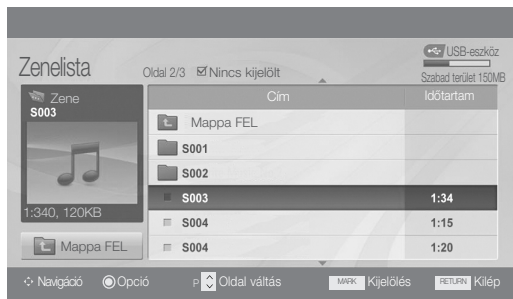 USB-eszköz
Zenelista
Oldal 2/3
Nincs kijelölt
Szabad terület 150MB
Zene
S003
1:340, 120KB
Mappa FEL
Cím
Időtartam
Mappa FEL
S001
S002
S003 1:34
S004 1:15
S004 1:20
Navigáció
Opció
P
Oldal váltás
MARK Kijelölés
RETURN Kilép